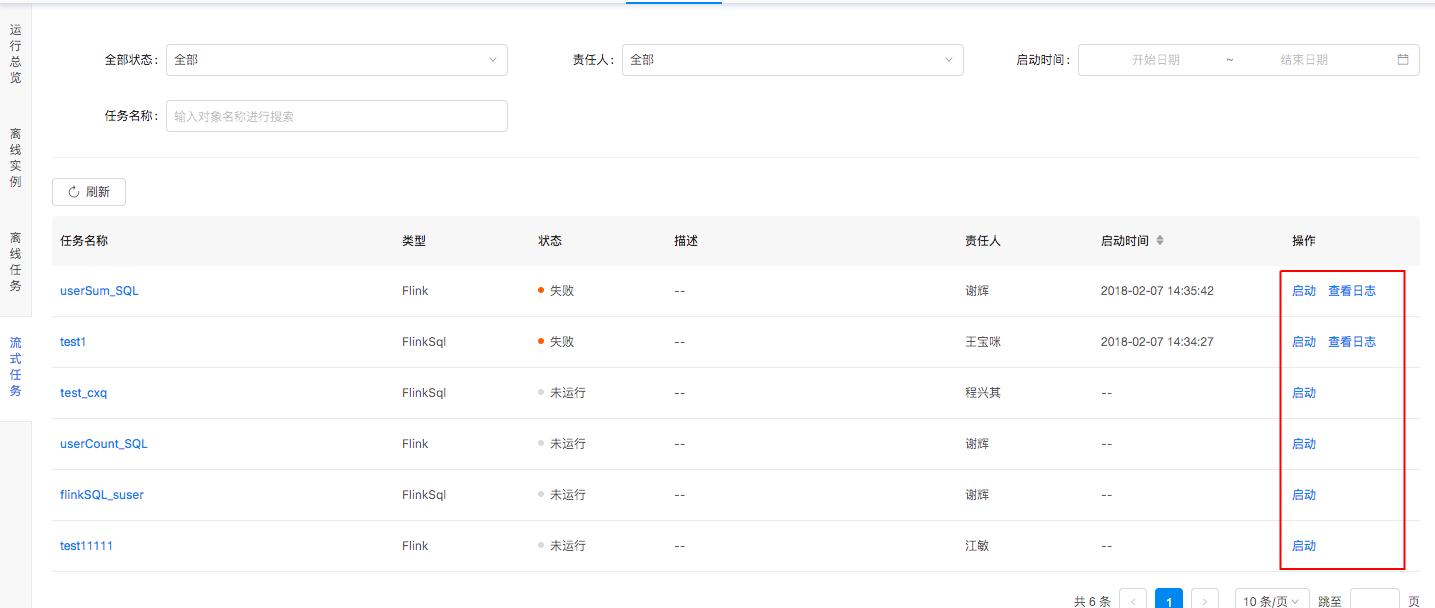 运行总览
离线实例
离线任务
流式任务
全部状态: 全部 责任人: 全部 启动时间: 开始日期 ~ 结束日期
任务名称: 输入对象名称进行搜索
刷新
任务名称 类型 状态 描述 责任人 启动时间 操作
userSum_SQL Flink 失败 -- 谢辉 2018-02-07 14:35:42 启动 查看日志
test1 FlinkSql 失败 -- 王宝咪 2018-02-07 14:34:27 启动 查看日志
test_cxq FlinkSql 未运行 -- 程兴其 -- 启动
userCount_SQL Flink 未运行 -- 谢辉 -- 启动
flinkSQL_suser FlinkSql 未运行 -- 谢辉 -- 启动
test11111 Flink 未运行 -- 江敏 -- 启动
共 6 条 < 1 > 10 条/页 跳至 页